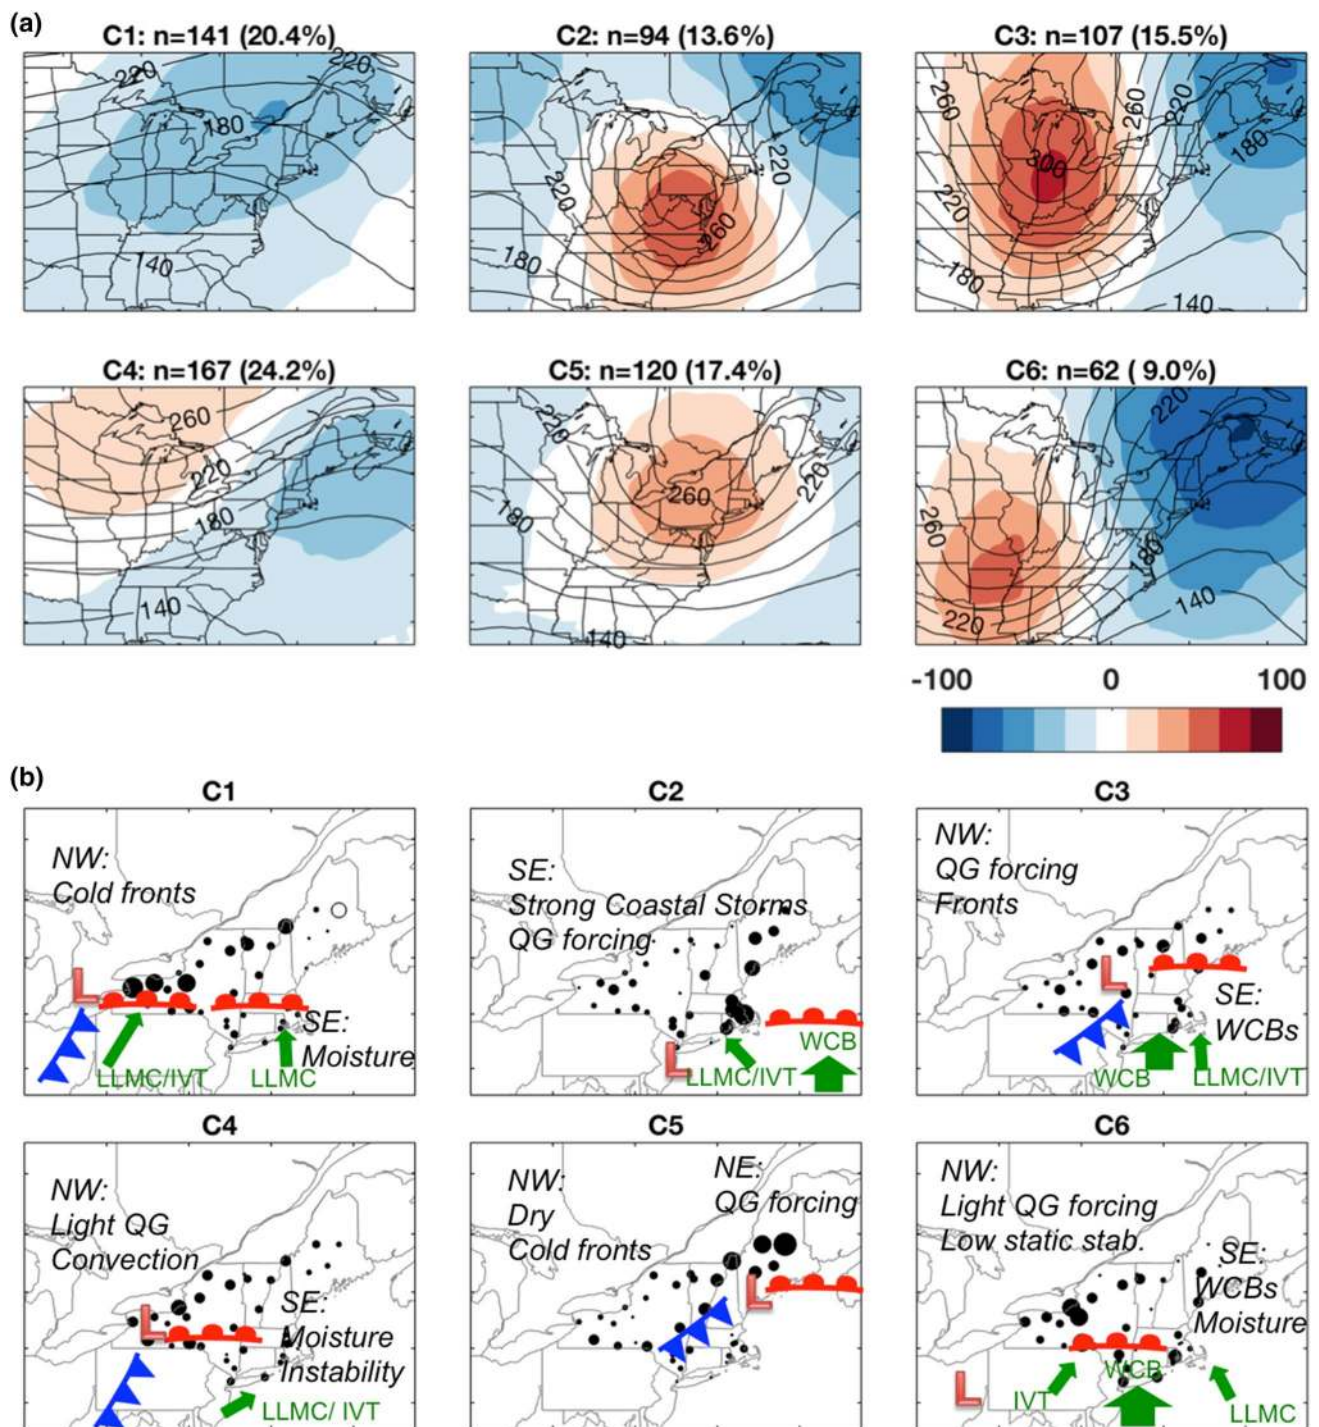 (a)
C1: n=141 (20.4%)
C2: n=94 (13.6%)
C3: n=107 (15.5%)
220
220
180
140
220
220
260
180
260
260
220
300
220
180
180
140
C4: n=167 (24.2%)
C5: n=120 (17.4%)
C6: n=62 ( 9.0%)
260
220
180
140
220
260
220
180
140
220
260
180
140
220
-100 0 100
(b)
C1
NW:
Cold fronts
L
SE:
Moisture
LLMC/IVT
LLMC
C2
SE:
Strong Coastal Storms
QG forcing
L
WCB
LLMC/IVT
C3
NW:
QG forcing
Fronts
L
SE:
WCBs
WCB
LLMC/IVT
C4
NW:
Light QG
Convection
L
SE:
Moisture
Instability
LLMC/ IVT
C5
NW:
Dry
Cold fronts
NE:
QG forcing
L
C6
NW:
Light QG forcing
Low static stab.
SE:
WCBs
Moisture
L
IVT
WCB
LLMC